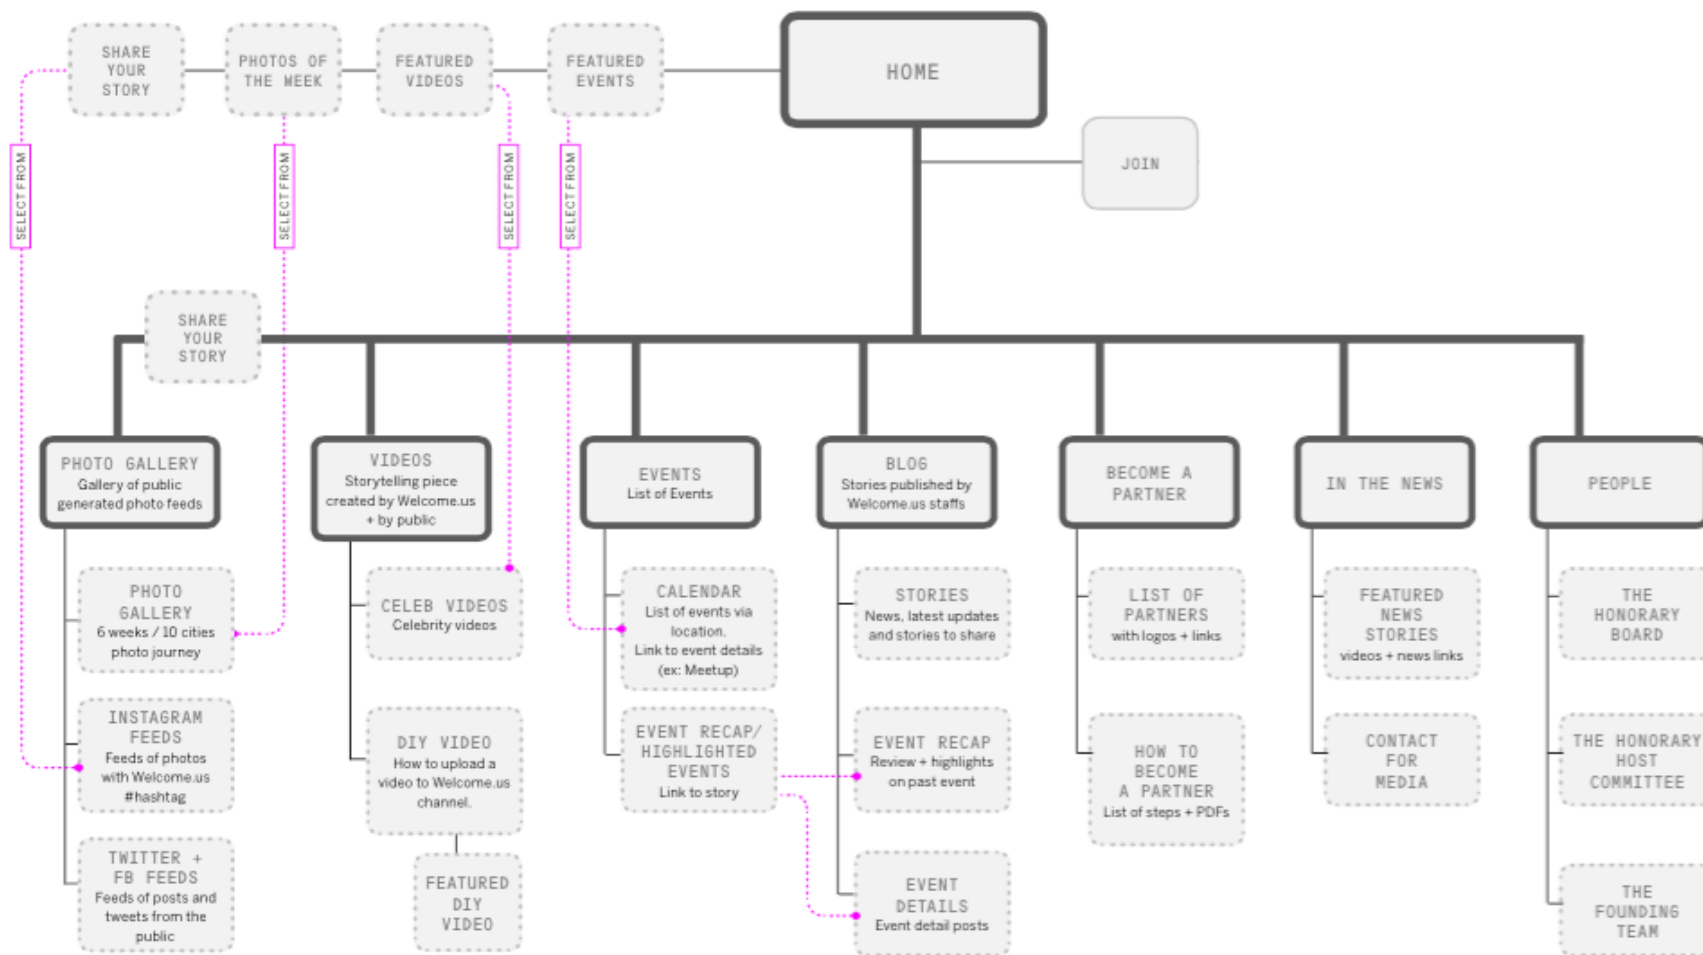 SHARE
YOUR
STORY
PHOTOS OF
THE WEEK
FEATURED
VIDEOS
FEATURED
EVENTS
HOME
JOIN
SELECT FROM
SELECT FROM
SELECT FROM
SELECT FROM
SHARE
YOUR
STORY
PHOTO GALLERY
Gallery of public
generated photo feeds
VIDEOS
Storytelling piece
created by Welcome.us
+ by public
EVENTS
List of Events
BLOG
Stories published by
Welcome.us staffs
BECOME A
PARTNER
IN THE NEWS
PEOPLE
PHOTO
GALLERY
6 weeks / 10 cities
photo journey
CELEB VIDEOS
Celebrity videos
CALENDAR
List of events via
location.
Link to event details
(ex: Meetup)
STORIES
News, latest updates
and stories to share
LIST OF
PARTNERS
with logos + links
FEATURED
NEWS
STORIES
videos + news links
THE
HONORARY
BOARD
INSTAGRAM
FEEDS
Feeds of photos
with Welcome.us
#hashtag
DIY VIDEO
How to upload a
video to Welcome.us
channel.
EVENT RECAP/
HIGHLIGHTED
EVENTS
Link to story
EVENT RECAP
Review + highlights
on past event
HOW TO
BECOME
A PARTNER
List of steps + PDFs
CONTACT
FOR
MEDIA
THE HONORARY
HOST
COMMITTEE
TWITTER +
FB FEEDS
Feeds of posts and
tweets from the
public
FEATURED
DIY
VIDEO
EVENT
DETAILS
Event detail posts
THE
FOUNDING
TEAM